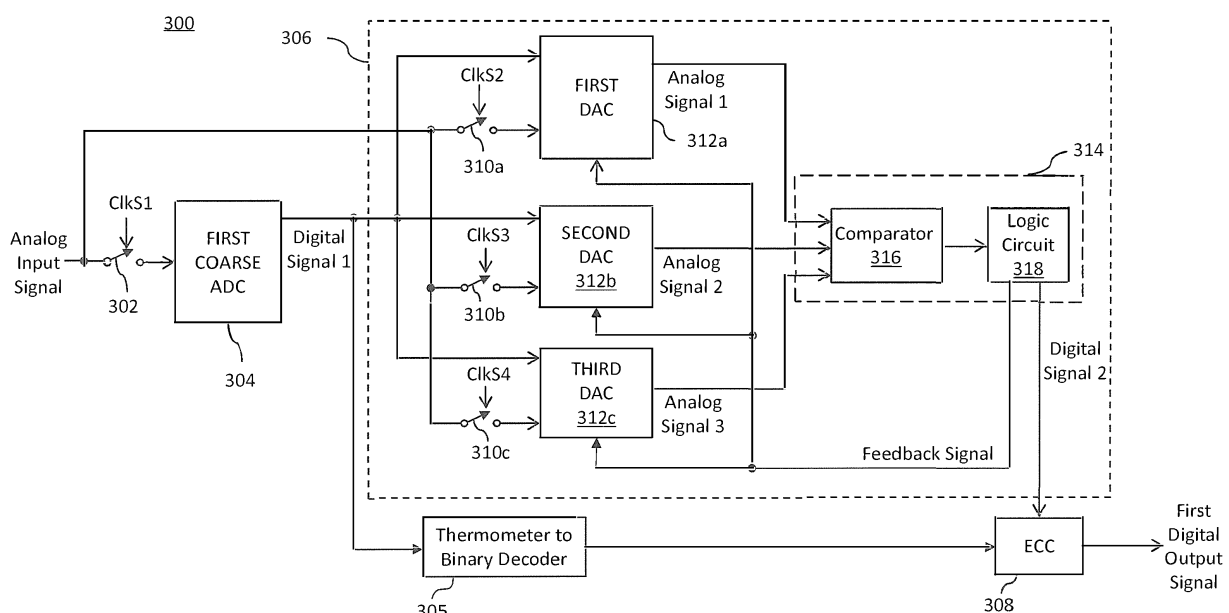 300
306
ClkS2
FIRST
DAC
Analog
Signal 1
312a
310a
314
ClkS1
Analog
Input
Signal
302
FIRST
COARSE
ADC
304
Digital
Signal 1
ClkS3
310b
SECOND
DAC
312b
Analog
Signal 2
Comparator
316
Logic
Circuit
318
ClkS4
310c
THIRD
DAC
312c
Analog
Signal 3
Digital
Signal 2
Feedback Signal
Thermometer to
Binary Decoder
305
ECC
308
First
Digital
Output
Signal